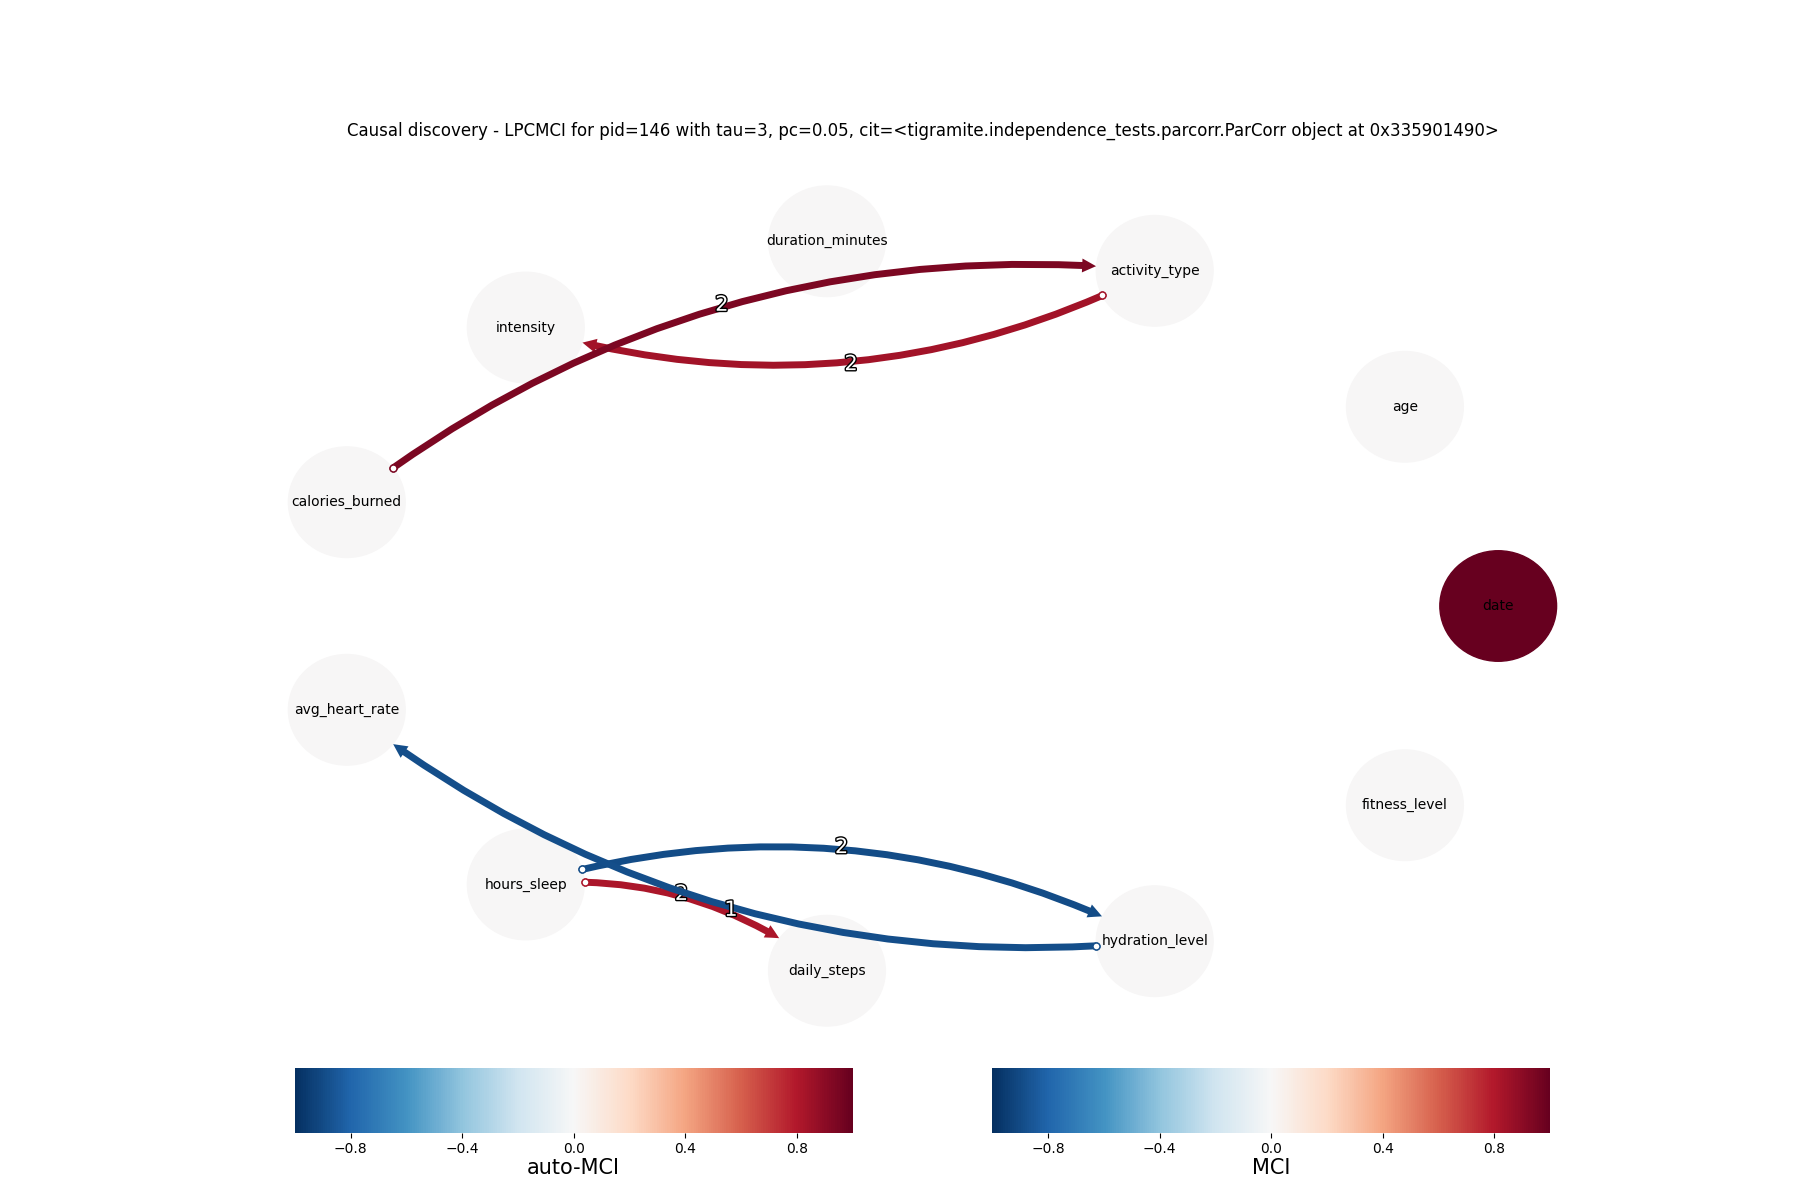 Causal discovery - LPCMCI for pid=146 with tau=3, pc=0.05, cit=<tigramite.independence_tests.parcorr.ParCorr object at 0x335901490>
duration_minutes
activity_type
2
intensity
2
age
calories_burned
date
avg_heart_rate
fitness_level
2
hours_sleep
2
1
hydration_level
daily_steps
−0.8 −0.4 0.0 0.4 0.8
auto-MCI
−0.8 −0.4 0.0 0.4 0.8
MCI